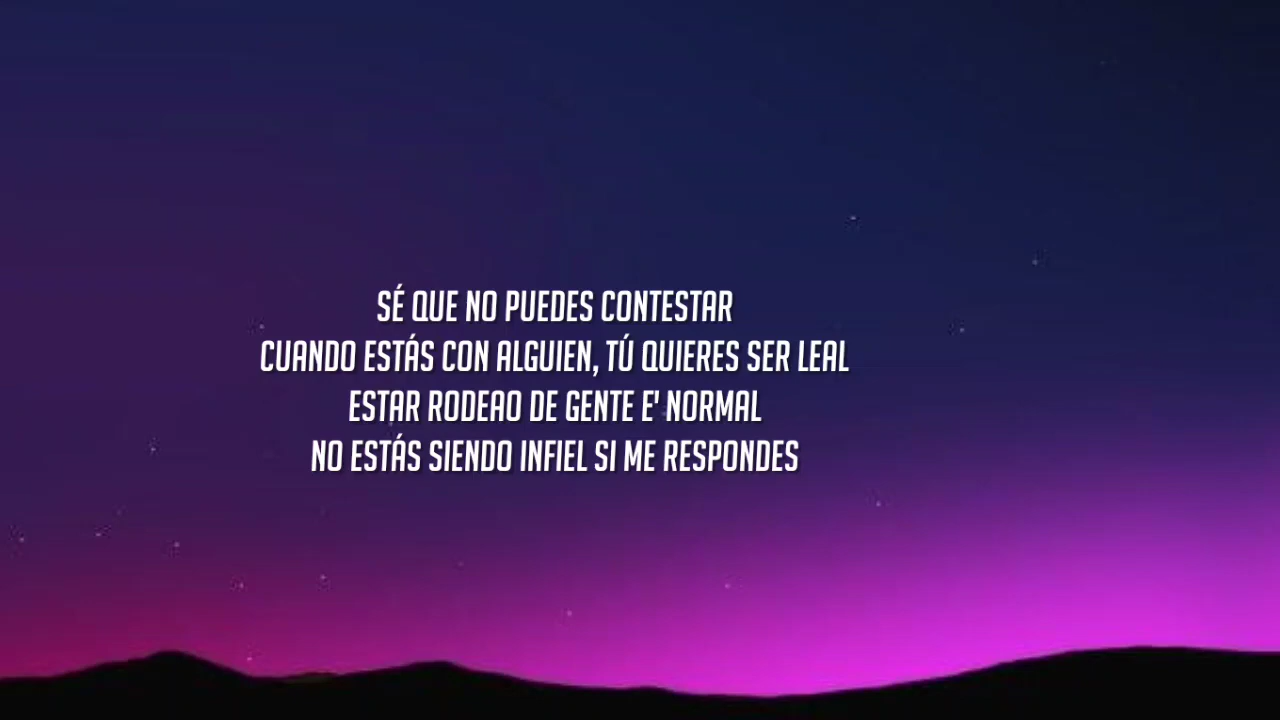 SÉ QUE NO PUEDES CONTESTAR
CUANDO ESTÁS CON ALGUIEN, TÚ QUIERES SER LEAL
ESTAR RODEAO DE GENTE E' NORMAL
NO ESTÁS SIENDO INFIEL SI ME RESPONDES